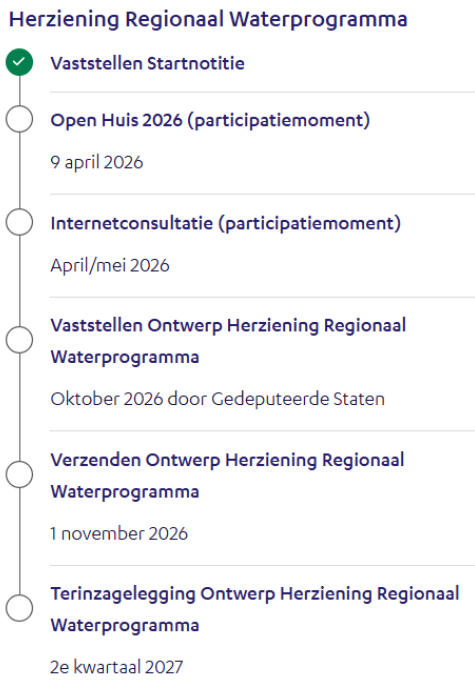 Herziening Regionaal Waterprogramma
Vaststellen Startnotitie
Open Huis 2026 (participatiemoment)
9 april 2026
Internetconsultatie (participatiemoment)
April/mei 2026
Vaststellen Ontwerp Herziening Regionaal
Waterprogramma
Oktober 2026 door Gedeputeerde Staten
Verzenden Ontwerp Herziening Regionaal
Waterprogramma
1 november 2026
Terinzagelegging Ontwerp Herziening Regionaal
Waterprogramma
2e kwartaal 2027